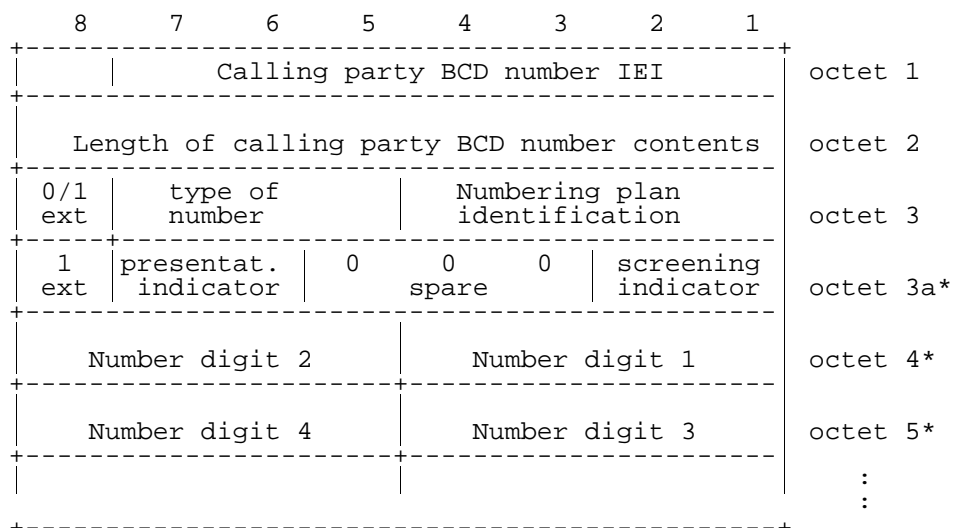 8 7 6 5 4 3 2 1
Calling party BCD number IEI octet 1
Length of calling party BCD number contents octet 2
0/1 type of Numbering plan
ext number identification octet 3
1 presentat. 0 0 0 screening
ext indicator spare indicator octet 3a*
Number digit 2 Number digit 1 octet 4*
Number digit 4 Number digit 3 octet 5*
:
: